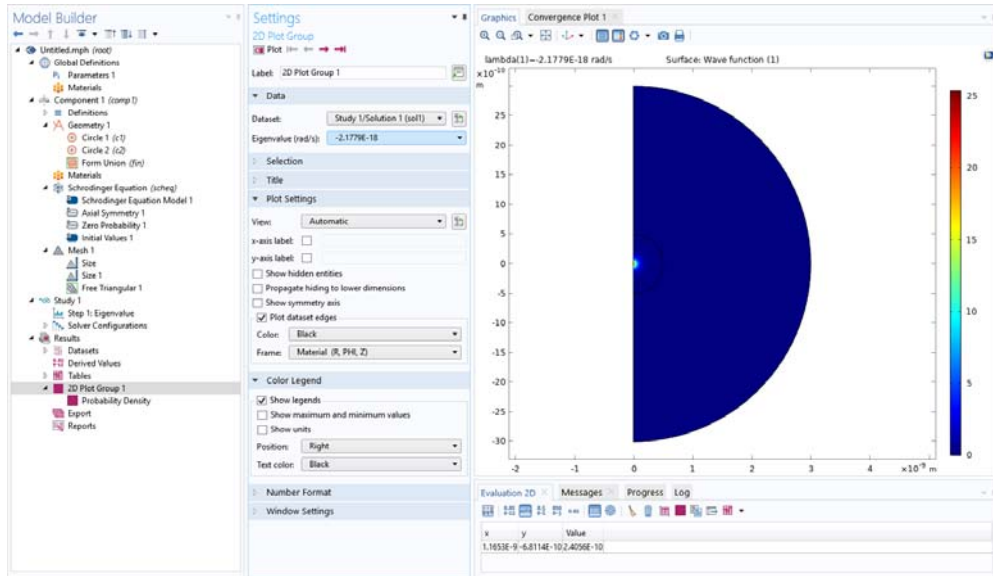 Model Builder
Untitled.mph (root)
Global Definitions
Pi Parameters 1
Materials
Component 1 (comp1)
Definitions
Geometry 1
Circle 1 (c1)
Circle 2 (c2)
Form Union (fin)
Materials
Schrodinger Equation (scheq)
Schrodinger Equation Model 1
Axial Symmetry 1
Zero Probability 1
Initial Values 1
Mesh 1
Size
Size 1
Free Triangular 1
Study 1
Step 1: Eigenvalue
Solver Configurations
Results
Datasets
Derived Values
Tables
2D Plot Group 1
Probability Density
Export
Reports
Settings
2D Plot Group
Plot
Label: 2D Plot Group 1
Data
Dataset: Study 1/Solution 1 (sol1)
Eigenvalue (rad/s): -2.1779E-18
Selection
Title
Plot Settings
View: Automatic
x-axis label:
y-axis label:
Show hidden entities
Propagate hiding to lower dimensions
Show symmetry axis
Plot dataset edges
Color: Black
Frame: Material (R, PHI, Z)
Color Legend
Show legends
Show maximum and minimum values
Show units
Position: Right
Text color: Black
Number Format
Window Settings
Graphics Convergence Plot 1
lambda(1)=-2.1779E-18 rad/s Surface: Wave function (1)
×10⁻¹⁰
m
25
20
15
10
5
0
-5
-10
-15
-20
-25
-30
-2 -1 0 1 2 3 4 ×10⁻⁹ m
25
20
15
10
5
0
Evaluation 2D Messages Progress Log
x y Value
1.1653E-9 -6.8114E-10 2.4056E-10